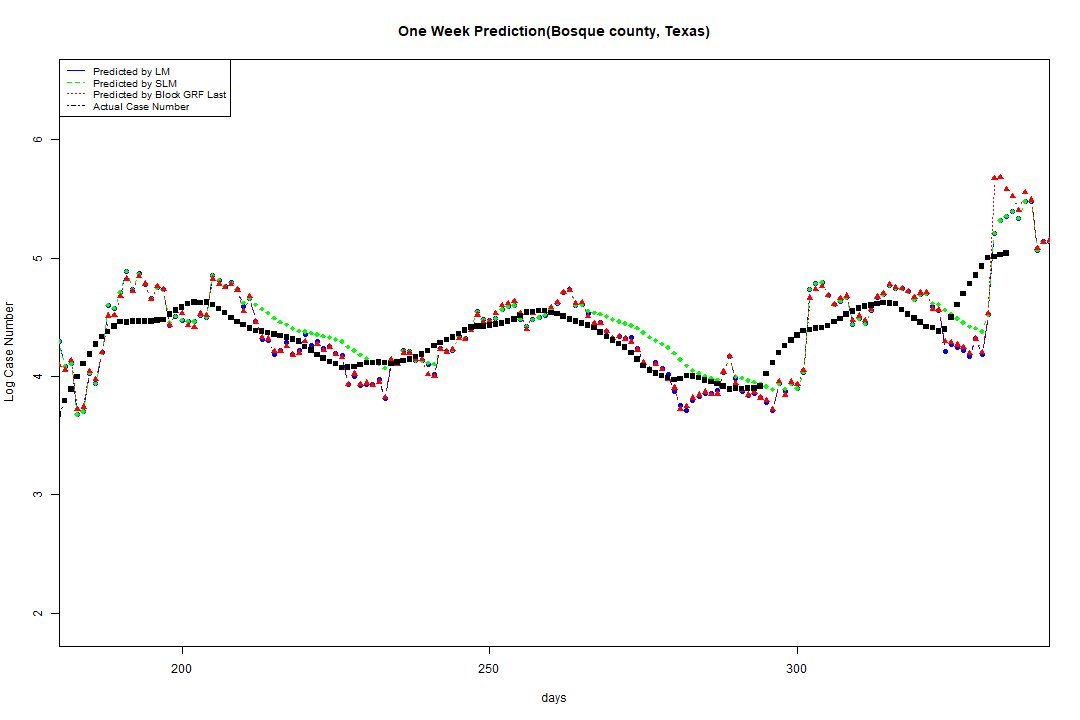 One Week Prediction(Bosque county, Texas)
Predicted by LM
Predicted by SLM
Predicted by Block GRF Last
Actual Case Number
6
5
4
3
2
Log Case Number
200
250
300
days